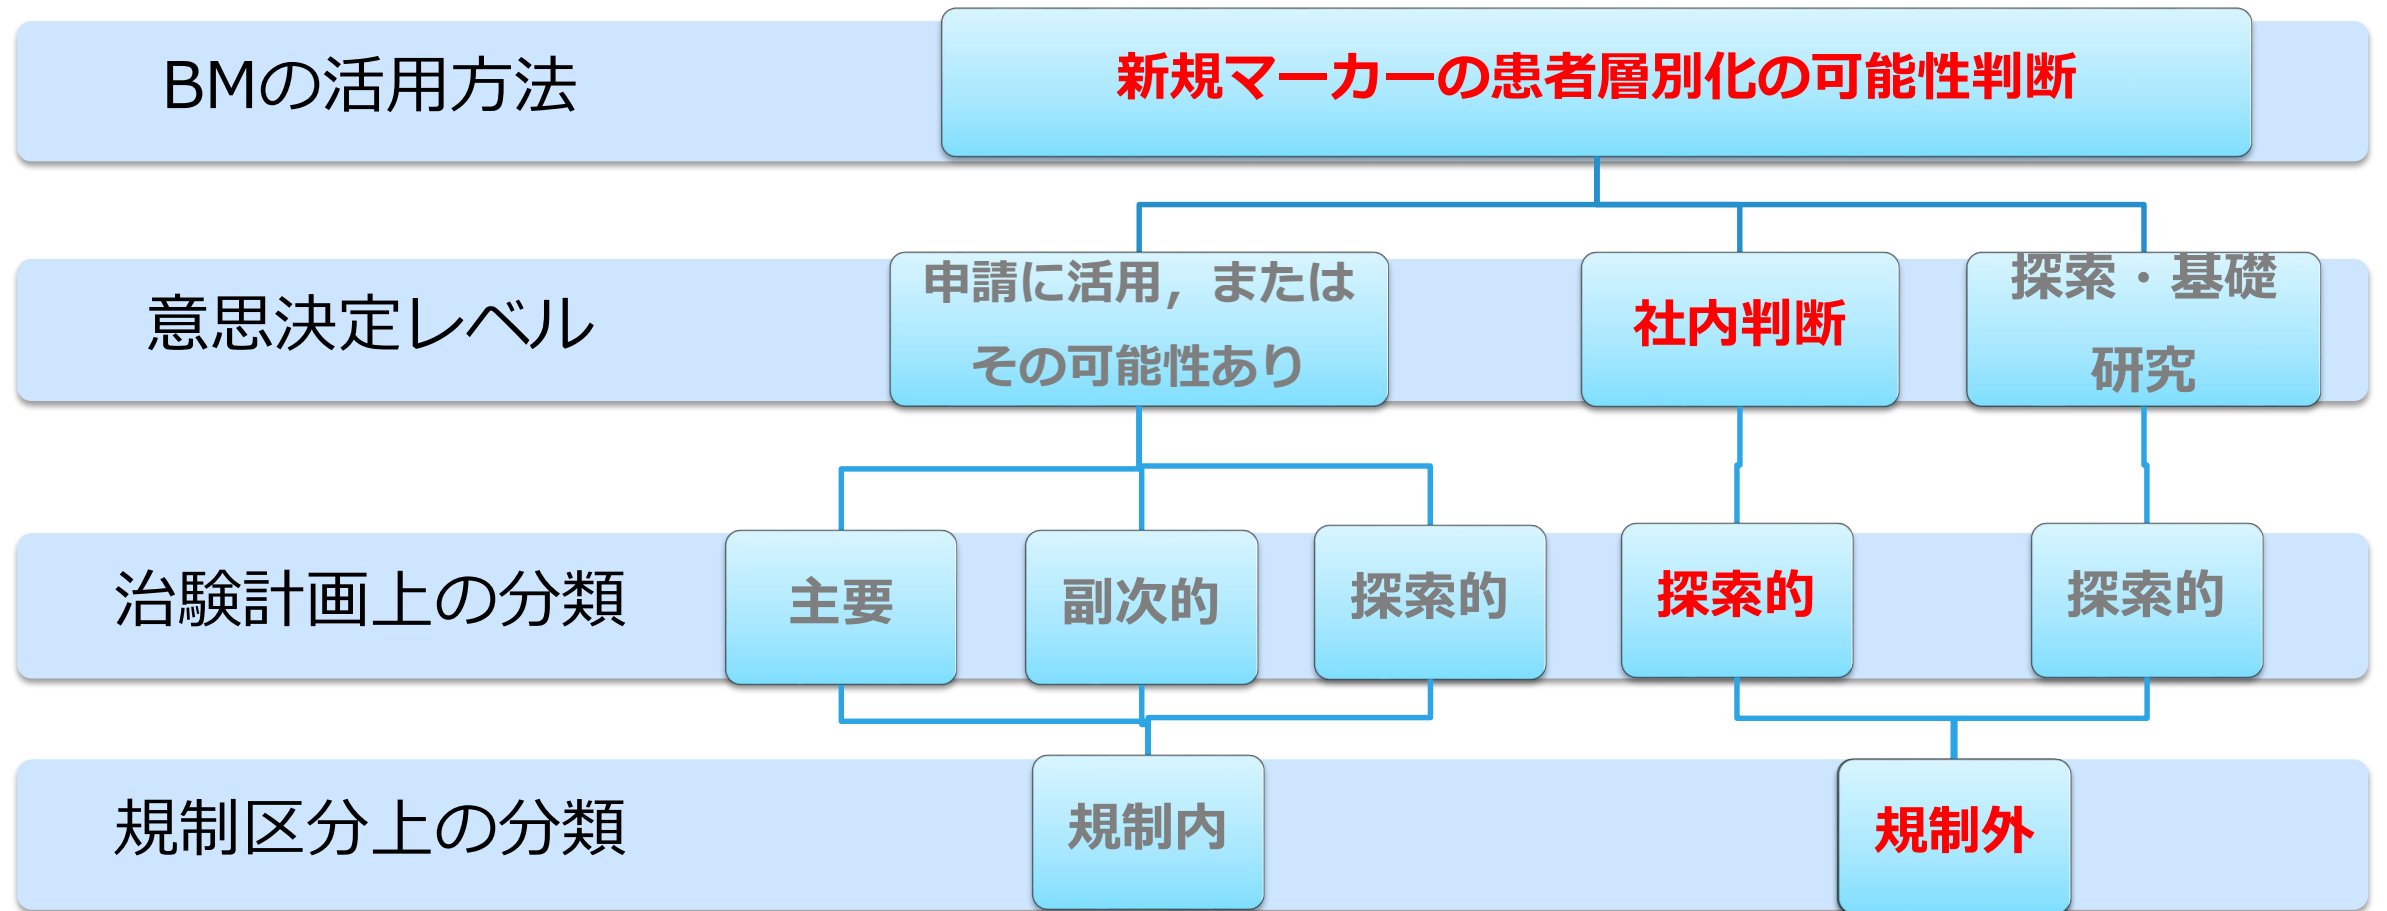 BMの活用方法
新規マーカーの患者層別化の可能性判断
意思決定レベル
申請に活用，または
その可能性あり
社内判断
探索・基礎
研究
治験計画上の分類
主要
副次的
探索的
探索的
探索的
規制区分上の分類
規制内
規制外